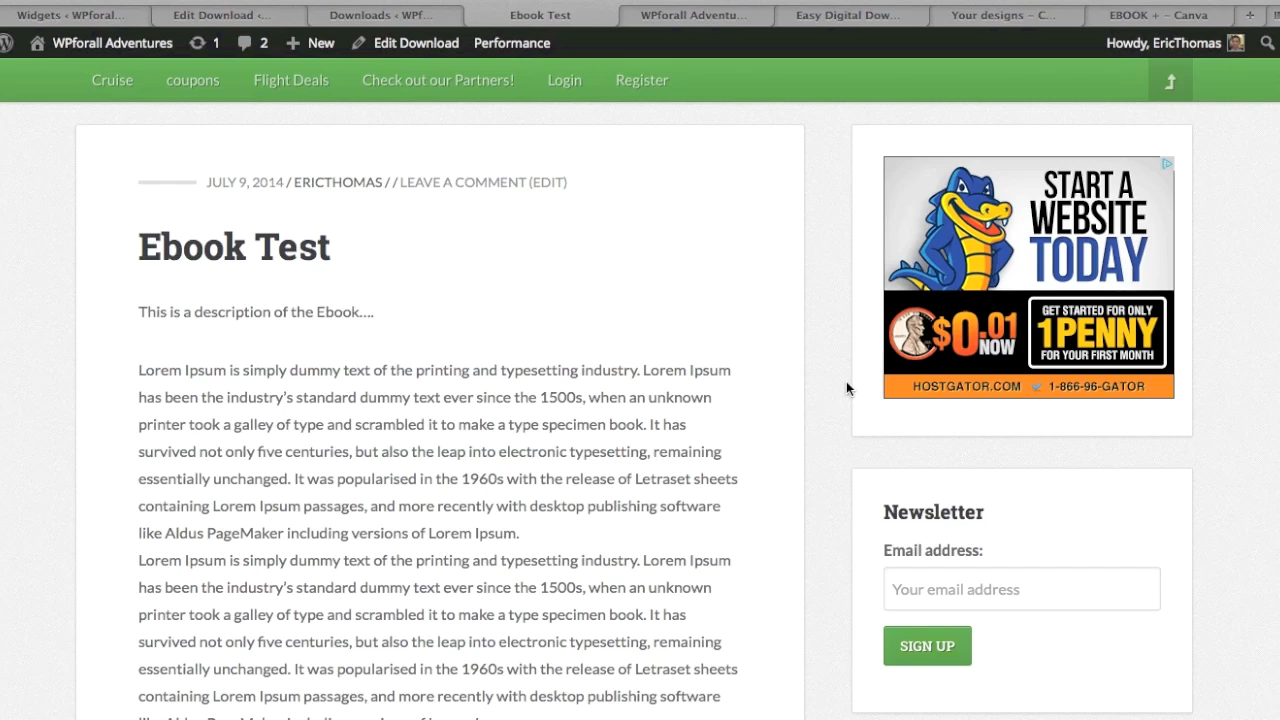 Widgets ‹ WPforal...
Edit Download ‹...
Downloads ‹ WPf...
Ebook Test
WPforall Adventu...
Easy Digital Dow...
Your designs – C...
EBOOK + – Canva
WPforall Adventures
1
2
New
Edit Download
Performance
Howdy, EricThomas
Cruise
coupons
Flight Deals
Check out our Partners!
Login
Register
JULY 9, 2014 / ERICTHOMAS / / LEAVE A COMMENT (EDIT)
Ebook Test
This is a description of the Ebook….
Lorem Ipsum is simply dummy text of the printing and typesetting industry. Lorem Ipsum
has been the industry’s standard dummy text ever since the 1500s, when an unknown
printer took a galley of type and scrambled it to make a type specimen book. It has
survived not only five centuries, but also the leap into electronic typesetting, remaining
essentially unchanged. It was popularised in the 1960s with the release of Letraset sheets
containing Lorem Ipsum passages, and more recently with desktop publishing software
like Aldus PageMaker including versions of Lorem Ipsum.
Lorem Ipsum is simply dummy text of the printing and typesetting industry. Lorem Ipsum
has been the industry’s standard dummy text ever since the 1500s, when an unknown
printer took a galley of type and scrambled it to make a type specimen book. It has
survived not only five centuries, but also the leap into electronic typesetting, remaining
essentially unchanged. It was popularised in the 1960s with the release of Letraset sheets
containing Lorem Ipsum passages, and more recently with desktop publishing software
START A
WEBSITE
TODAY
$0.01
NOW
GET STARTED FOR ONLY
1 PENNY
FOR YOUR FIRST MONTH
HOSTGATOR.COM
1-866-96-GATOR
Newsletter
Email address:
Your email address
SIGN UP